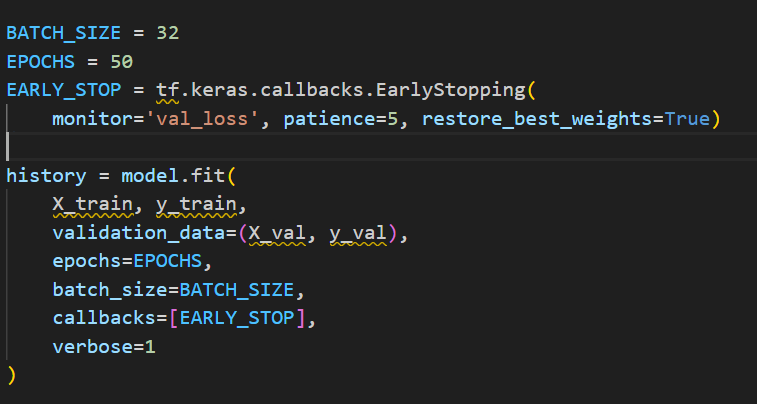 BATCH_SIZE = 32
EPOCHS = 50
EARLY_STOP = tf.keras.callbacks.EarlyStopping(
    monitor='val_loss', patience=5, restore_best_weights=True)

history = model.fit(
    X_train, y_train,
    validation_data=(X_val, y_val),
    epochs=EPOCHS,
    batch_size=BATCH_SIZE,
    callbacks=[EARLY_STOP],
    verbose=1
)